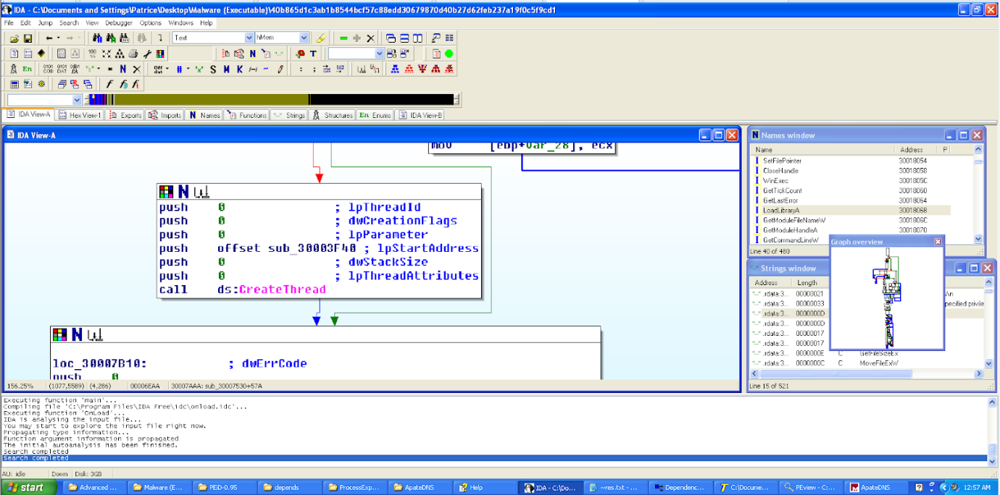 IDA - C:\Documents and Settings\Patrice\Desktop\Malware (Executable)\40b865d1c3ab1b8544bcf57c88edd30679870d40b27d62feb237a19f0c5f9cd1
File Edit Jump Search View Debugger Options Windows Help
Text hMem
IDA View-A Hex View-1 Exports Imports Names Functions Strings Structures En Enums IDA View-B
IDA View-A
mov [ebp+var_28], ecx
push 0 ; lpThreadId
push 0 ; dwCreationFlags
push 0 ; lpParameter
push offset sub_30003F40 ; lpStartAddress
push 0 ; dwStackSize
push 0 ; lpThreadAttributes
call ds:CreateThread
loc_30007B10: ; dwErrCode
push 0
156.25% (1077,5589) (4,286) 00006EAA 30007AAA: sub_30007530+57A
Names window
Name Address P
SetFilePointer 30018054
CloseHandle 30018058
WinExec 3001805C
GetTickCount 30018060
GetLastError 30018064
LoadLibraryA 30018068
GetModuleFileNameW 3001806C
GetModuleHandleA 30018070
GetCommandLineW
Line 40 of 480
Graph overview
Strings window
Address Length
.rdata:3... 00000021
.rdata:3... 00000033 pecified privile
.rdata:3... 0000000D
.rdata:3... 0000000D
.rdata:3... 00000017
.rdata:3... 00000017
.rdata:3... 0000000E C GetFileSizeEx
.rdata:3... 0000000C C MoveFileExW
Line 15 of 521
Executing function 'main'...
Compiling file 'C:\Program Files\IDA Free\idc\onload.idc'...
Executing function 'OnLoad'...
IDA is analysing the input file...
You may start to explore the input file right now.
Propagating type information...
Function argument information is propagated
The initial autoanalysis has been finished.
Search completed
Search completed
AU: idle Down Disk: 3GB
start Advanced ... Malware (E... PEID-0.95 depends ProcessExp... ApateDNS Help IDA - C:\Do... ~res.txt - ... Dependenc... C:\Docume... PEview - C:... ApateDNS 12:57 AM